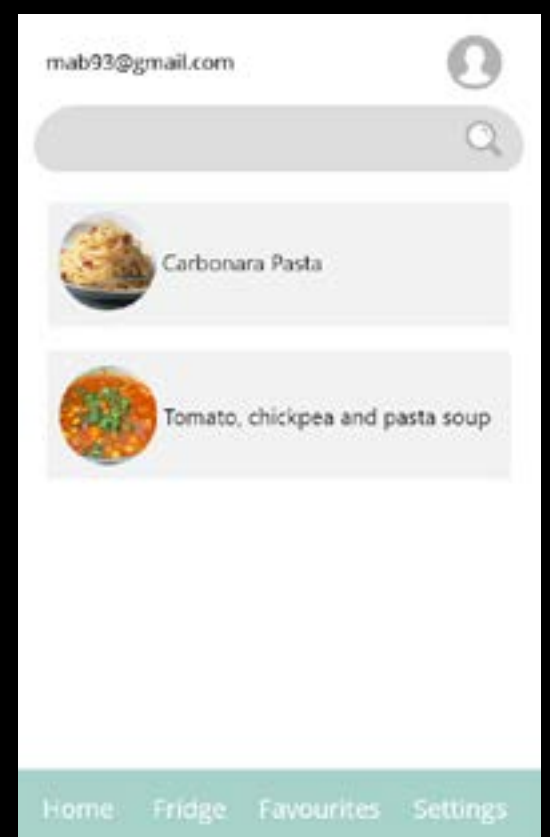 mab93@gmail.com
Carbonara Pasta
Tomato, chickpea and pasta soup
Home Fridge Favourites Settings